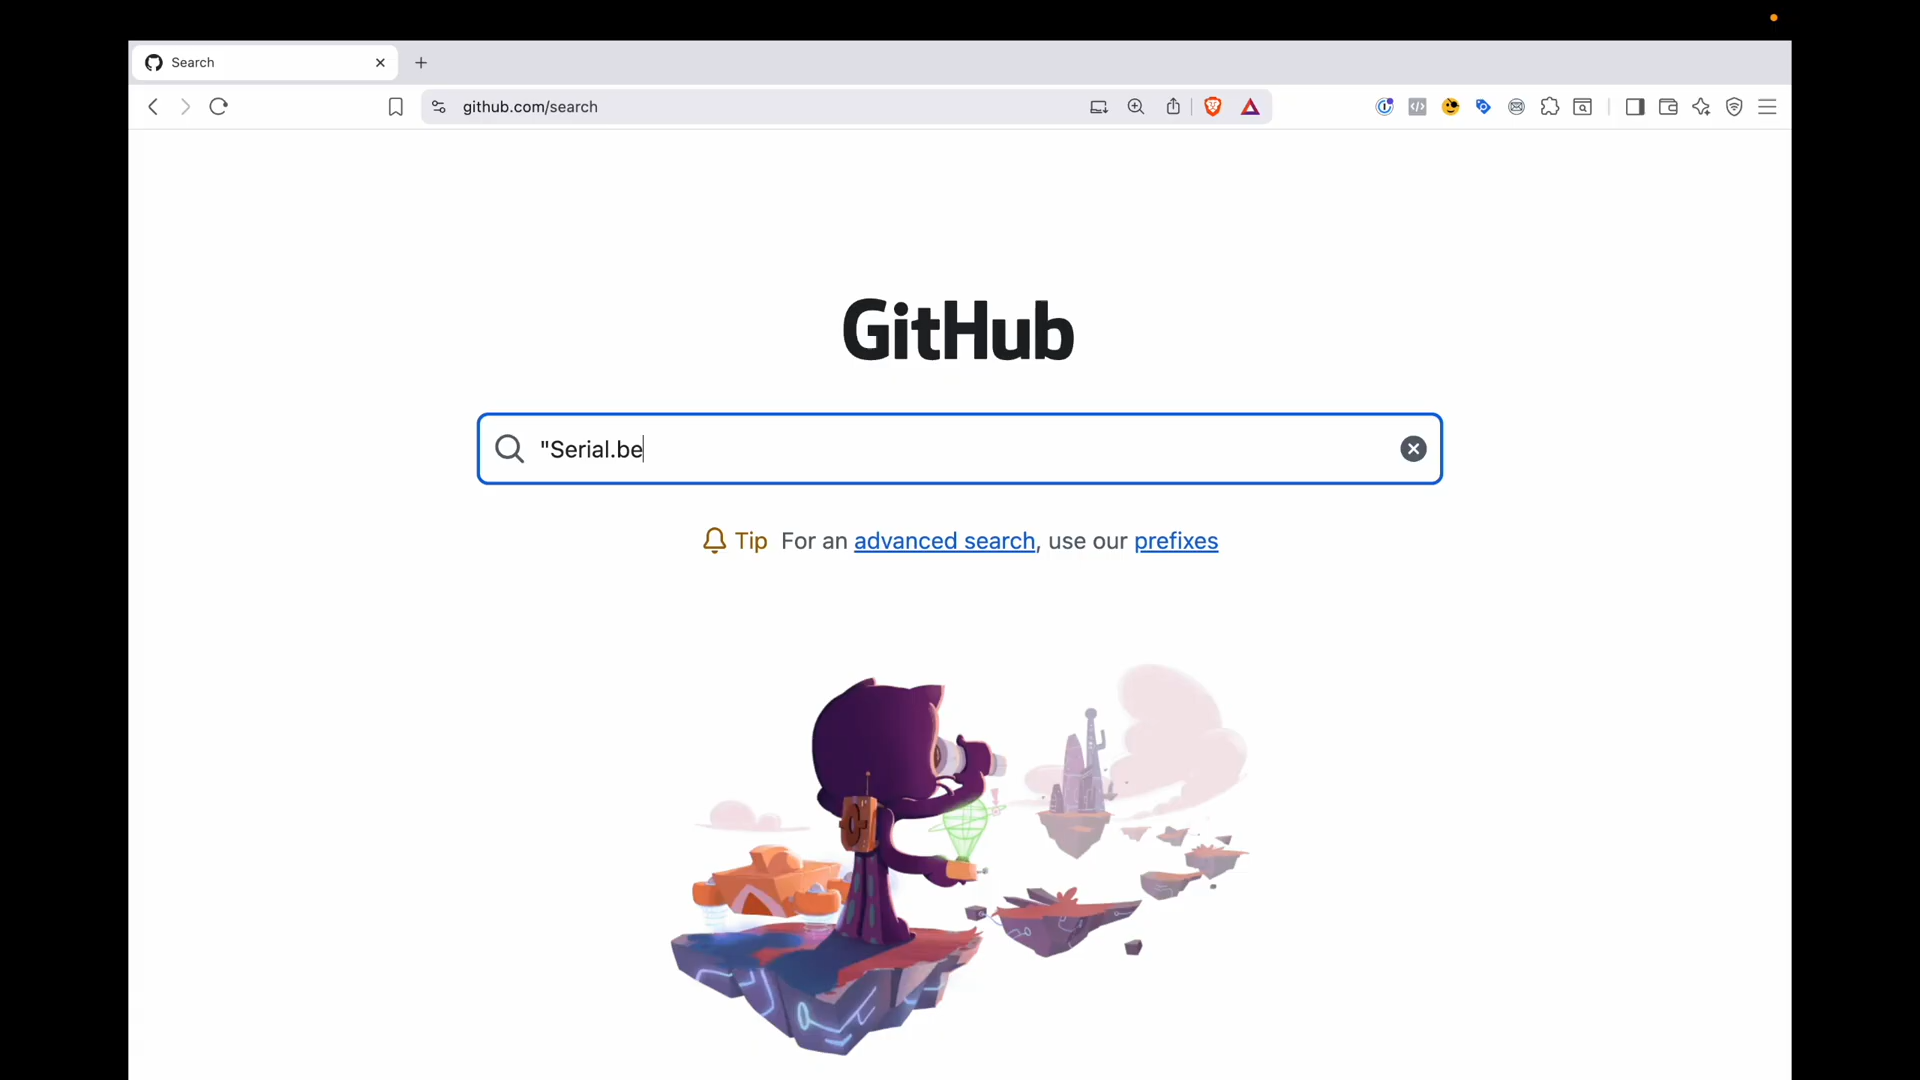 Search
github.com/search
GitHub
"Serial.be
Tip For an advanced search, use our prefixes